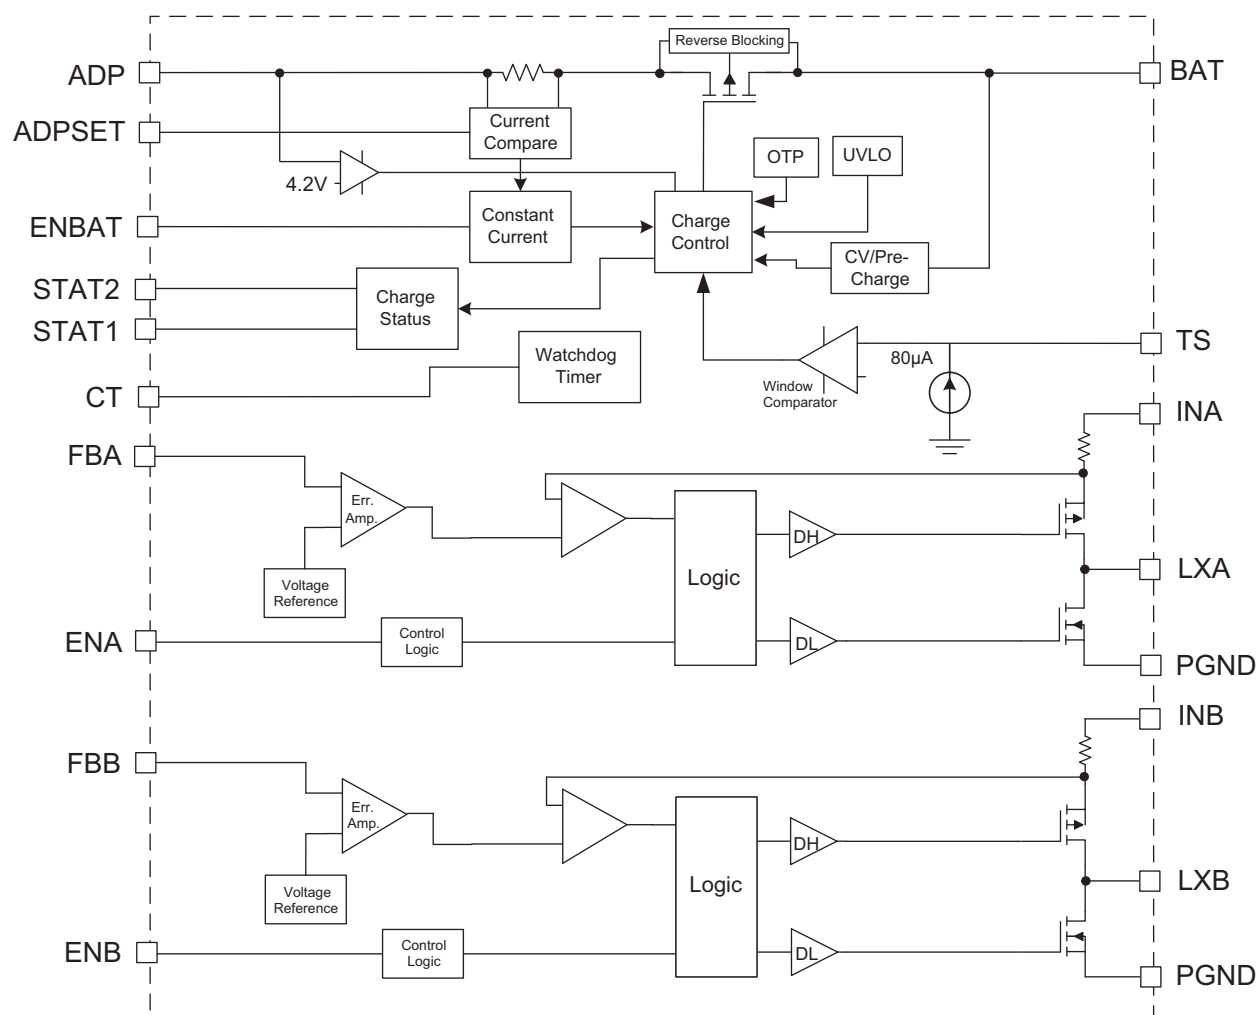 Reverse Blocking
ADP
BAT
ADPSET
Current
Compare
OTP
UVLO
4.2V
ENBAT
Constant
Current
Charge
Control
CV/Pre-
Charge
STAT2
STAT1
Charge
Status
TS
80µA
Watchdog
Timer
Window
Comparator
CT
INA
FBA
Err.
Amp.
DH
Logic
Voltage
Reference
LXA
ENA
Control
Logic
DL
PGND
INB
FBB
Err.
Amp.
DH
Logic
Voltage
Reference
LXB
ENB
Control
Logic
DL
PGND